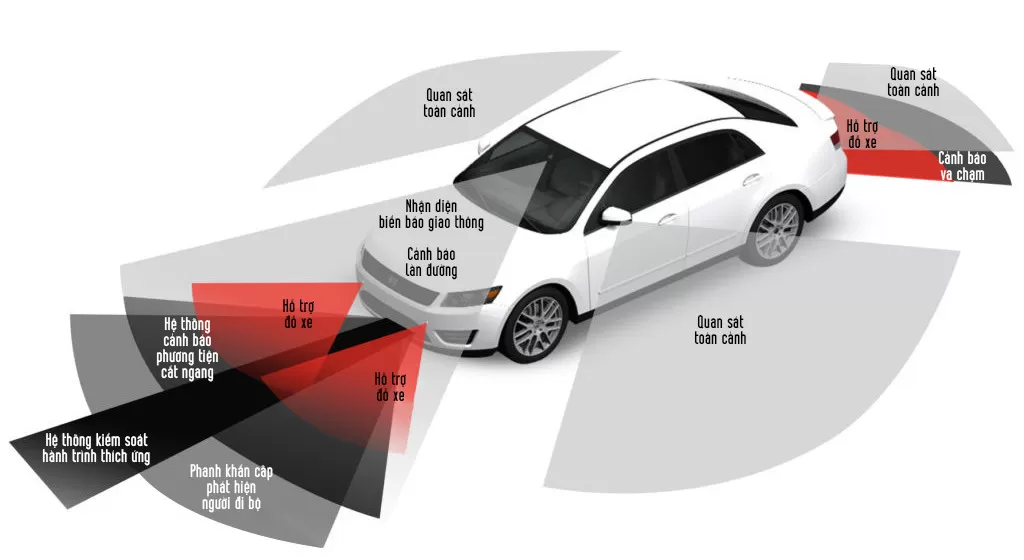 Quan sát
toàn cảnh
Quan sát
toàn cảnh
Hỗ trợ
đỗ xe
Cảnh báo
va chạm
Nhận diện
biển báo giao thông
Cảnh báo
làn đường
Hỗ trợ
đỗ xe
Hệ thống
cảnh báo
phương tiện
cắt ngang
Quan sát
toàn cảnh
Hỗ trợ
đỗ xe
Hệ thống kiểm soát
hành trình thích ứng
Phanh khẩn cấp
phát hiện
người đi bộ